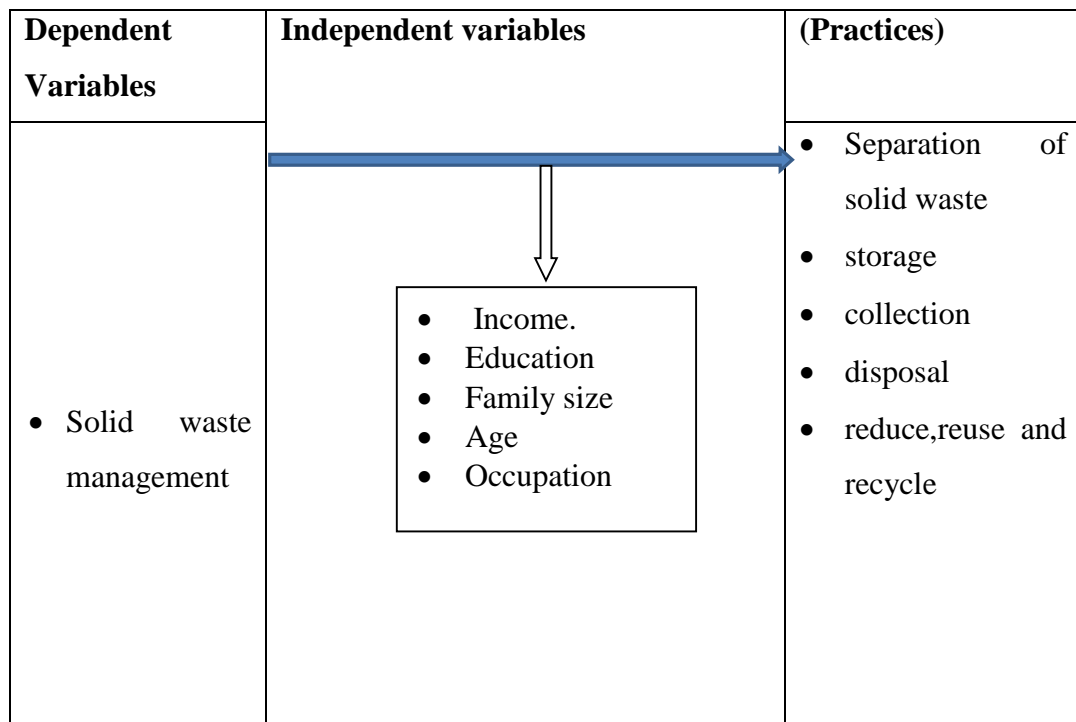 Dependent
Variables
Independent variables
(Practices)
• Solid waste
management
• Income.
• Education
• Family size
• Age
• Occupation
• Separation of
solid waste
• storage
• collection
• disposal
• reduce,reuse and
recycle